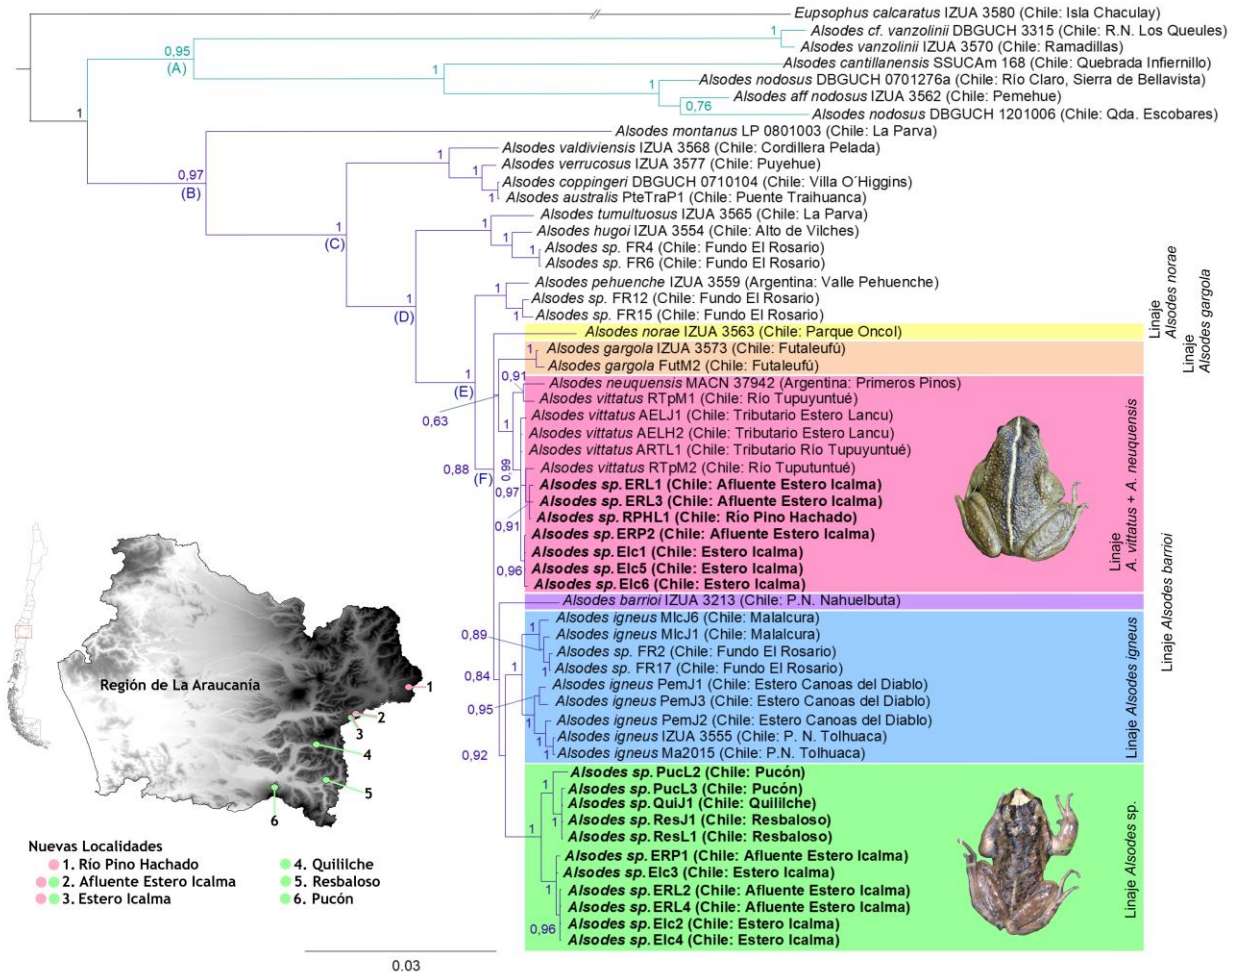 Eupsophus calcaratus IZUA 3580 (Chile: Isla Chaculay)
Alsodes cf. vanzolinii DBGUCH 3315 (Chile: R.N. Los Queules)
Alsodes vanzolinii IZUA 3570 (Chile: Ramadillas)
Alsodes cantillanensis SSUCAm 168 (Chile: Quebrada Infiernillo)
Alsodes nodosus DBGUCH 0701276a (Chile: Río Claro, Sierra de Bellavista)
Alsodes aff nodosus IZUA 3562 (Chile: Pemehue)
Alsodes nodosus DBGUCH 1201006 (Chile: Qda. Escobares)
Alsodes montanus LP 0801003 (Chile: La Parva)
Alsodes valdiviensis IZUA 3568 (Chile: Cordillera Pelada)
Alsodes verrucosus IZUA 3577 (Chile: Puyehue)
Alsodes coppingeri DBGUCH 0710104 (Chile: Villa O´Higgins)
Alsodes australis PteTraP1 (Chile: Puente Traihuanca)
Alsodes tumultuosus IZUA 3565 (Chile: La Parva)
Alsodes hugoi IZUA 3554 (Chile: Alto de Vilches)
Alsodes sp. FR4 (Chile: Fundo El Rosario)
Alsodes sp. FR6 (Chile: Fundo El Rosario)
Alsodes pehuenche IZUA 3559 (Argentina: Valle Pehuenche)
Alsodes sp. FR12 (Chile: Fundo El Rosario)
Alsodes sp. FR15 (Chile: Fundo El Rosario)
Alsodes norae IZUA 3563 (Chile: Parque Oncol)
Alsodes gargola IZUA 3573 (Chile: Futaleufú)
Alsodes gargola FutM2 (Chile: Futaleufú)
Alsodes neuquensis MACN 37942 (Argentina: Primeros Pinos)
Alsodes vittatus RTpM1 (Chile: Río Tupuyuntué)
Alsodes vittatus AELJ1 (Chile: Tributario Estero Lancu)
Alsodes vittatus AELH2 (Chile: Tributario Estero Lancu)
Alsodes vittatus ARTL1 (Chile: Tributario Río Tupuyuntué)
Alsodes vittatus RTpM2 (Chile: Río Tuputuntué)
Alsodes sp. ERL1 (Chile: Afluente Estero Icalma)
Alsodes sp. ERL3 (Chile: Afluente Estero Icalma)
Alsodes sp. RPHL1 (Chile: Río Pino Hachado)
Alsodes sp. ERP2 (Chile: Afluente Estero Icalma)
Alsodes sp. Elc1 (Chile: Estero Icalma)
Alsodes sp. Elc5 (Chile: Estero Icalma)
Alsodes sp. Elc6 (Chile: Estero Icalma)
Alsodes barrioi IZUA 3213 (Chile: P.N. Nahuelbuta)
Alsodes igneus MlcJ6 (Chile: Malalcura)
Alsodes igneus MlcJ1 (Chile: Malalcura)
Alsodes sp. FR2 (Chile: Fundo El Rosario)
Alsodes sp. FR17 (Chile: Fundo El Rosario)
Alsodes igneus PemJ1 (Chile: Estero Canoas del Diablo)
Alsodes igneus PemJ3 (Chile: Estero Canoas del Diablo)
Alsodes igneus PemJ2 (Chile: Estero Canoas del Diablo)
Alsodes igneus IZUA 3555 (Chile: P. N. Tolhuaca)
Alsodes igneus Ma2015 (Chile: P.N. Tolhuaca)
Alsodes sp. PucL2 (Chile: Pucón)
Alsodes sp. PucL3 (Chile: Pucón)
Alsodes sp. QuiJ1 (Chile: Quililche)
Alsodes sp. ResJ1 (Chile: Resbaloso)
Alsodes sp. ResL1 (Chile: Resbaloso)
Alsodes sp. ERP1 (Chile: Afluente Estero Icalma)
Alsodes sp. Elc3 (Chile: Estero Icalma)
Alsodes sp. ERL2 (Chile: Afluente Estero Icalma)
Alsodes sp. ERL4 (Chile: Afluente Estero Icalma)
Alsodes sp. Elc2 (Chile: Estero Icalma)
Alsodes sp. Elc4 (Chile: Estero Icalma)
Linaje
Alsodes norae
Linaje
Alsodes gargola
Linaje
A. vittatus + A. neuquensis
Linaje Alsodes barrioi
Linaje Alsodes igneus
Linaje Alsodes sp.
1
0,95
(A)
1
1
1
0,76
0,97
(B)
1
(C)
1
1
1
1
1
1
1
(D)
1
1
1
(E)
1
0,91
0,63
1
0,88
(F)
0,99
0,97
0,91
0,96
0,89
1
1
0,84
0,95
1
1
0,92
1
1
1
1
0,96
0.03
Región de La Araucanía
1
2
3
4
5
6
Nuevas Localidades
1. Río Pino Hachado
2. Afluente Estero Icalma
3. Estero Icalma
4. Quililche
5. Resbaloso
6. Pucón